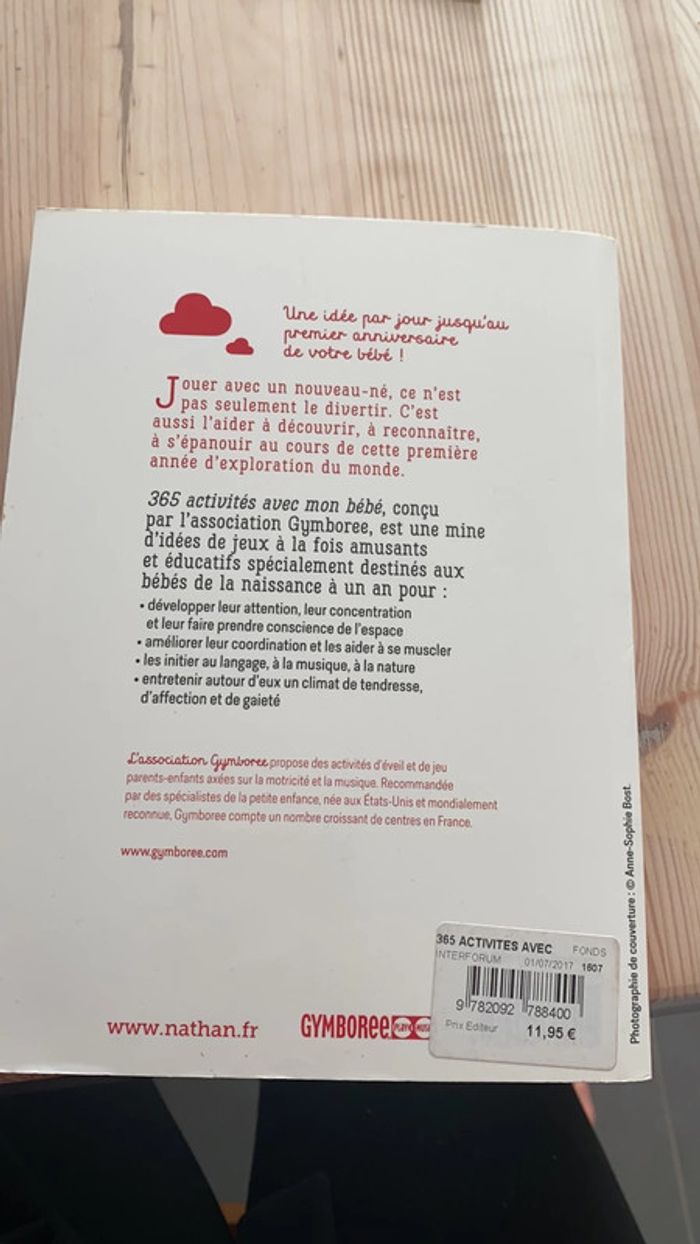 Une idée par jour jusqu'au
premier anniversaire
de votre bébé !
Jouer avec un nouveau-né, ce n'est
pas seulement le divertir. C'est
aussi l'aider à découvrir, à reconnaître,
à s'épanouir au cours de cette première
année d'exploration du monde.
365 activités avec mon bébé, conçu
par l'association Gymboree, est une mine
d'idées de jeux à la fois amusants
et éducatifs spécialement destinés aux
bébés de la naissance à un an pour :
• développer leur attention, leur concentration
et leur faire prendre conscience de l'espace
• améliorer leur coordination et les aider à se muscler
• les initier au langage, à la musique, à la nature
• entretenir autour d'eux un climat de tendresse,
d'affection et de gaieté
L'association Gymboree propose des activités d'éveil et de jeu
parents-enfants axées sur la motricité et la musique. Recommandée
par des spécialistes de la petite enfance, née aux États-Unis et mondialement
reconnue, Gymboree compte un nombre croissant de centres en France.
www.gymboree.com
Photographie de couverture : © Anne-Sophie Bost.
365 ACTIVITES AVEC FONDS
INTERFORUM 01/07/2017 1607
9 782092 788400
Prix Editeur 11,95 €
www.nathan.fr
GYMBOREE PLAY